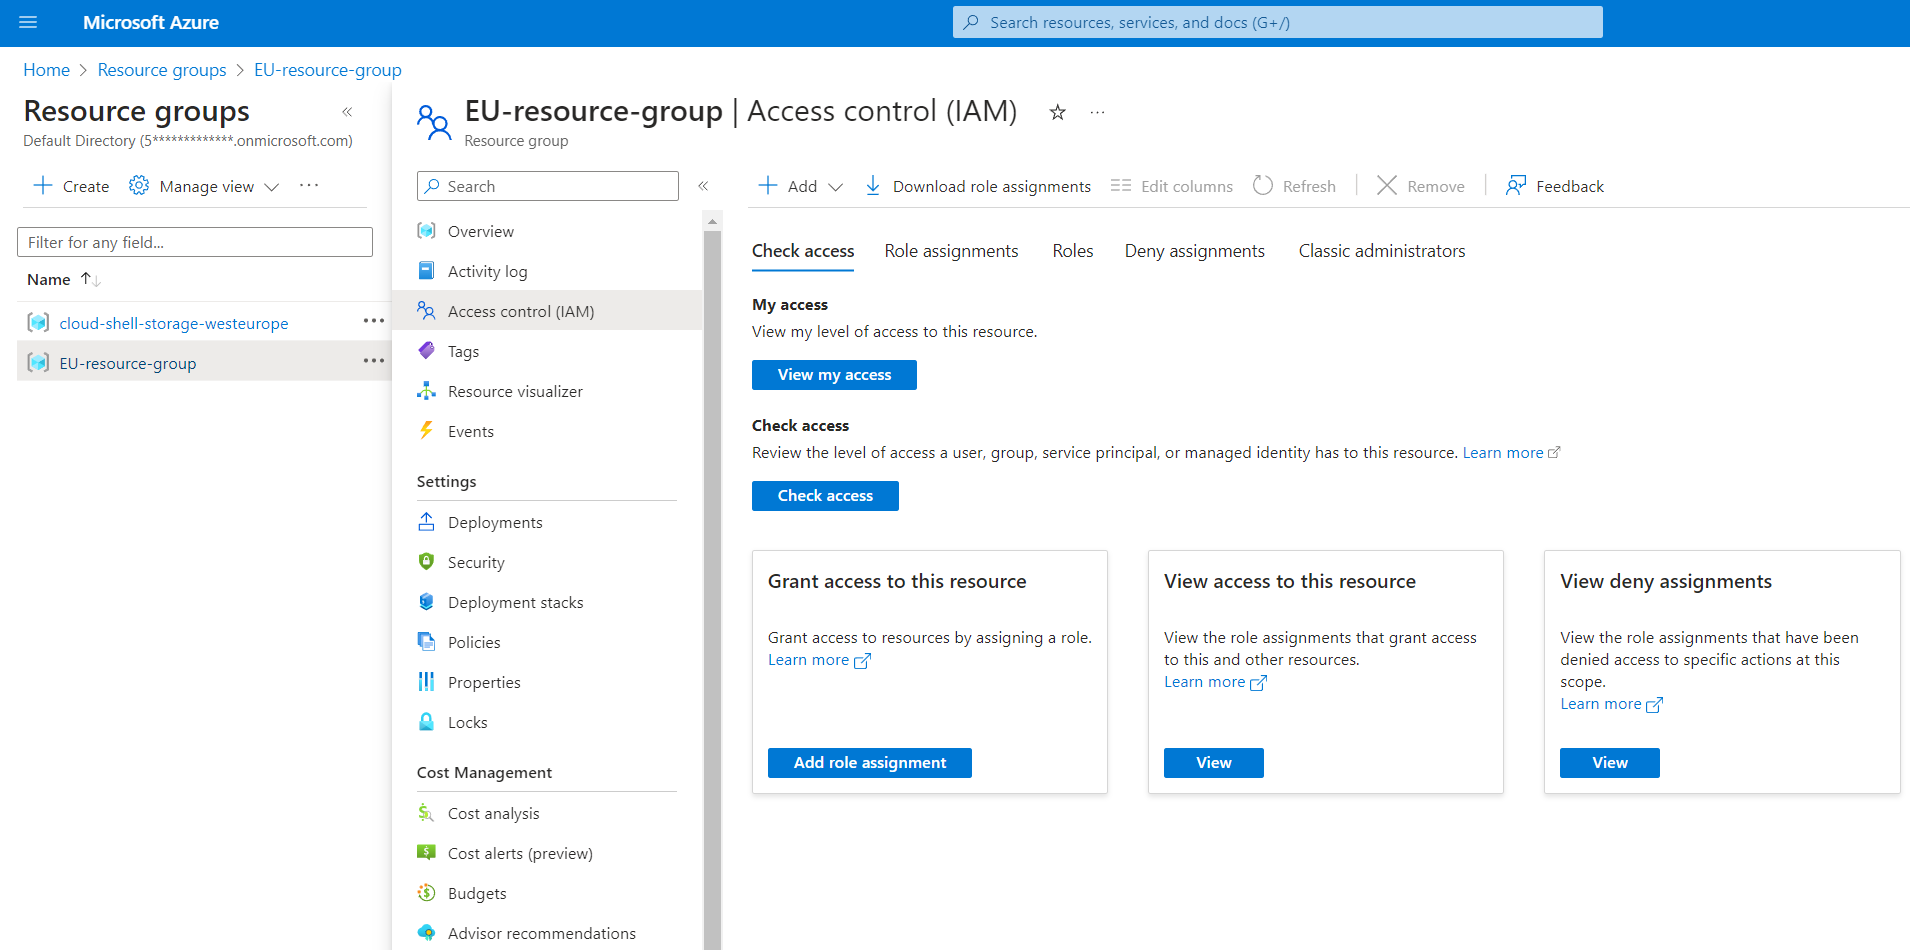 Microsoft Azure
Search resources, services, and docs (G+/)
Home > Resource groups > EU-resource-group
Resource groups
Default Directory (5*************.onmicrosoft.com)
Create
Manage view
Filter for any field...
Name
cloud-shell-storage-westeurope
EU-resource-group
EU-resource-group | Access control (IAM)
Resource group
Search
Overview
Activity log
Access control (IAM)
Tags
Resource visualizer
Events
Settings
Deployments
Security
Deployment stacks
Policies
Properties
Locks
Cost Management
Cost analysis
Cost alerts (preview)
Budgets
Advisor recommendations
Add
Download role assignments
Edit columns
Refresh
Remove
Feedback
Check access
Role assignments
Roles
Deny assignments
Classic administrators
My access
View my level of access to this resource.
View my access
Check access
Review the level of access a user, group, service principal, or managed identity has to this resource. Learn more
Check access
Grant access to this resource
Grant access to resources by assigning a role.
Learn more
Add role assignment
View access to this resource
View the role assignments that grant access
to this and other resources.
Learn more
View
View deny assignments
View the role assignments that have been
denied access to specific actions at this
scope.
Learn more
View